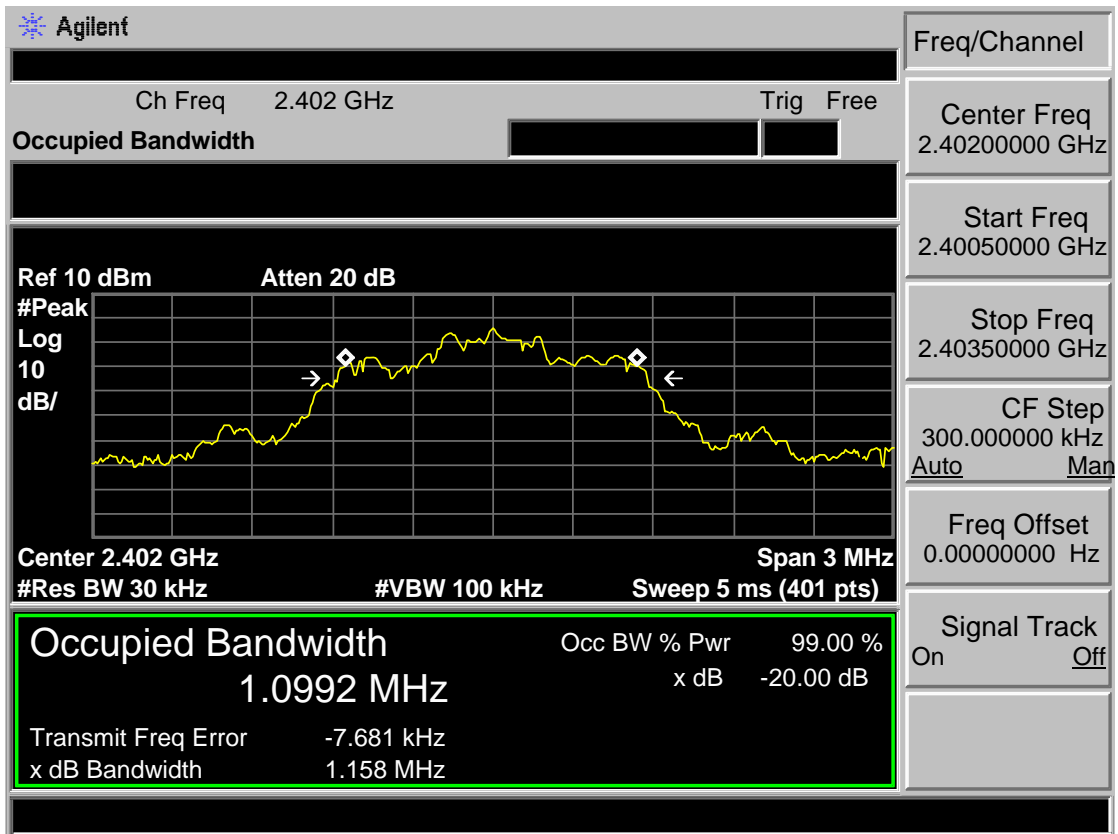 Agilent
Freq/Channel
Ch Freq 2.402 GHz Trig Free
Occupied Bandwidth
Center Freq
2.40200000 GHz
Start Freq
2.40050000 GHz
Stop Freq
2.40350000 GHz
CF Step
300.000000 kHz
Auto Man
Freq Offset
0.00000000 Hz
Signal Track
On Off
Ref 10 dBm Atten 20 dB
#Peak
Log
10
dB/
Center 2.402 GHz Span 3 MHz
#Res BW 30 kHz #VBW 100 kHz Sweep 5 ms (401 pts)
Occupied Bandwidth
1.0992 MHz
Occ BW % Pwr 99.00 %
x dB -20.00 dB
Transmit Freq Error -7.681 kHz
x dB Bandwidth 1.158 MHz